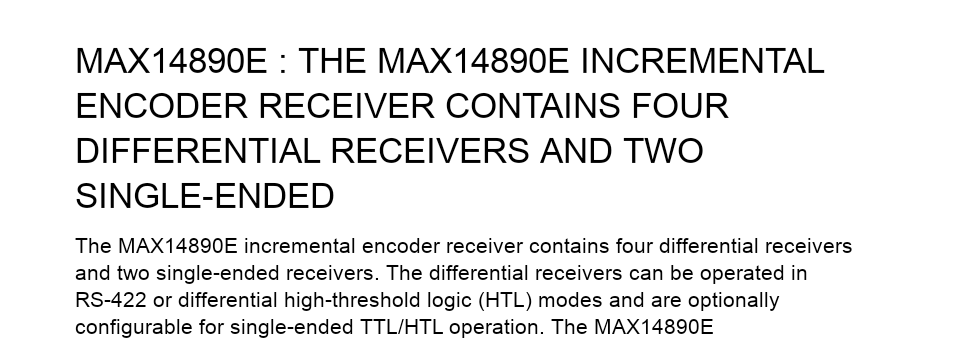 MAX14890E : THE MAX14890E INCREMENTAL
ENCODER RECEIVER CONTAINS FOUR
DIFFERENTIAL RECEIVERS AND TWO
SINGLE-ENDED
The MAX14890E incremental encoder receiver contains four differential receivers
and two single-ended receivers. The differential receivers can be operated in
RS-422 or differential high-threshold logic (HTL) modes and are optionally
configurable for single-ended TTL/HTL operation. The MAX14890E